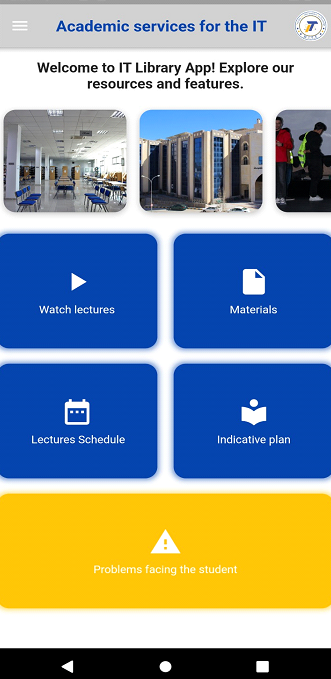 Academic services for the IT
Welcome to IT Library App! Explore our
resources and features.
Watch lectures
Materials
Lectures Schedule
Indicative plan
Problems facing the student